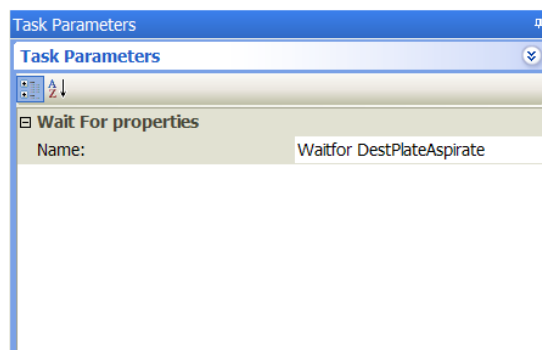 Task Parameters
Task Parameters
A
Z
Wait For properties
Name: Waitfor DestPlateAspirate